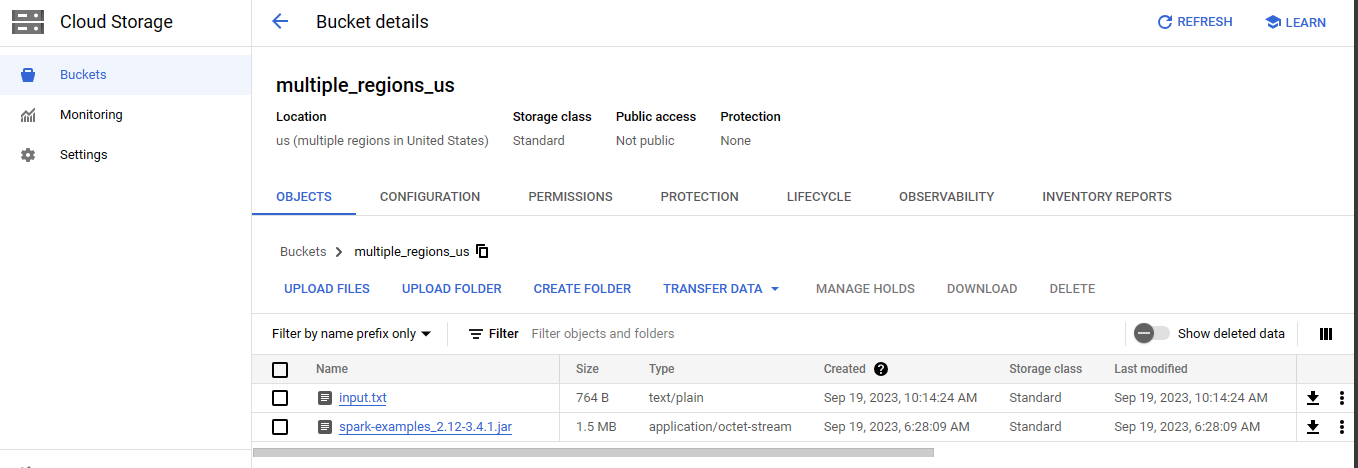 Cloud Storage
Bucket details
REFRESH
LEARN
Buckets
Monitoring
Settings
multiple_regions_us
Location Storage class Public access Protection
us (multiple regions in United States) Standard Not public None
OBJECTS CONFIGURATION PERMISSIONS PROTECTION LIFECYCLE OBSERVABILITY INVENTORY REPORTS
Buckets > multiple_regions_us
UPLOAD FILES UPLOAD FOLDER CREATE FOLDER TRANSFER DATA MANAGE HOLDS DOWNLOAD DELETE
Filter by name prefix only Filter Filter objects and folders Show deleted data
Name Size Type Created Storage class Last modified
input.txt 764 B text/plain Sep 19, 2023, 10:14:24 AM Standard Sep 19, 2023, 10:14:24 AM
spark-examples_2.12-3.4.1.jar 1.5 MB application/octet-stream Sep 19, 2023, 6:28:09 AM Standard Sep 19, 2023, 6:28:09 AM